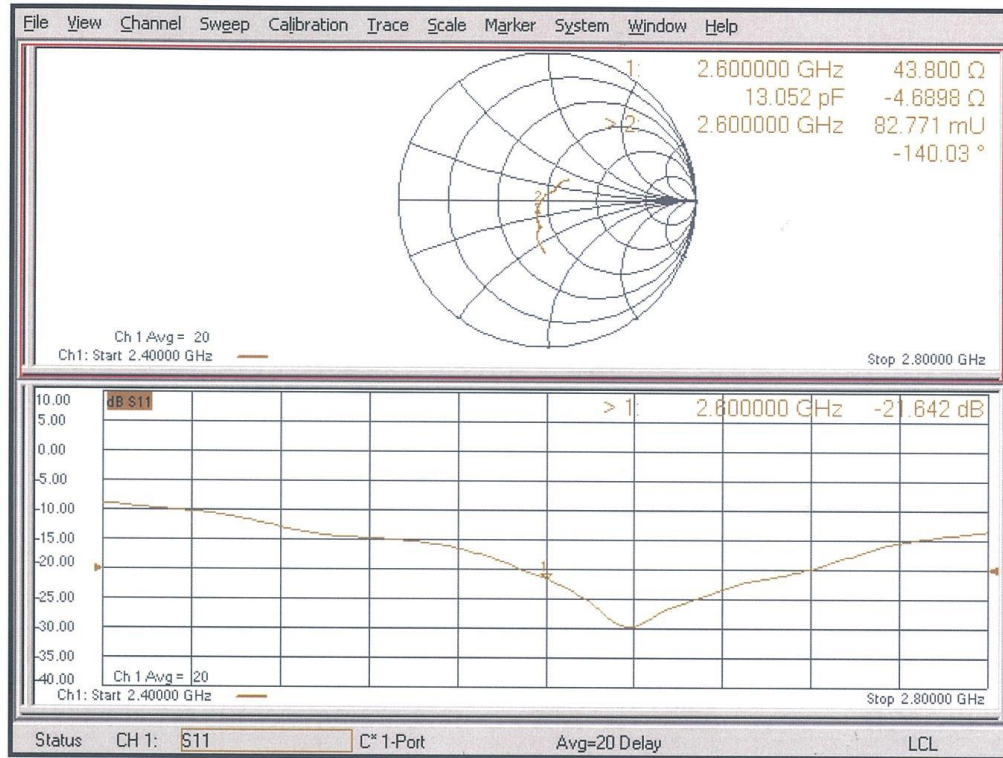 File View Channel Sweep Calibration Trace Scale Marker System Window Help
1: 2.600000 GHz 43.800 Ω
13.052 pF -4.6898 Ω
> 2: 2.600000 GHz 82.771 mU
-140.03 °
2
Ch 1 Avg = 20
Ch1: Start 2.40000 GHz Stop 2.80000 GHz
10.00 dB S11 > 1: 2.600000 GHz -21.642 dB
5.00
0.00
-5.00
-10.00
-15.00
-20.00 1
-25.00
-30.00
-35.00
-40.00 Ch 1 Avg = 20
Ch1: Start 2.40000 GHz Stop 2.80000 GHz
Status CH 1: S11 C* 1-Port Avg=20 Delay LCL